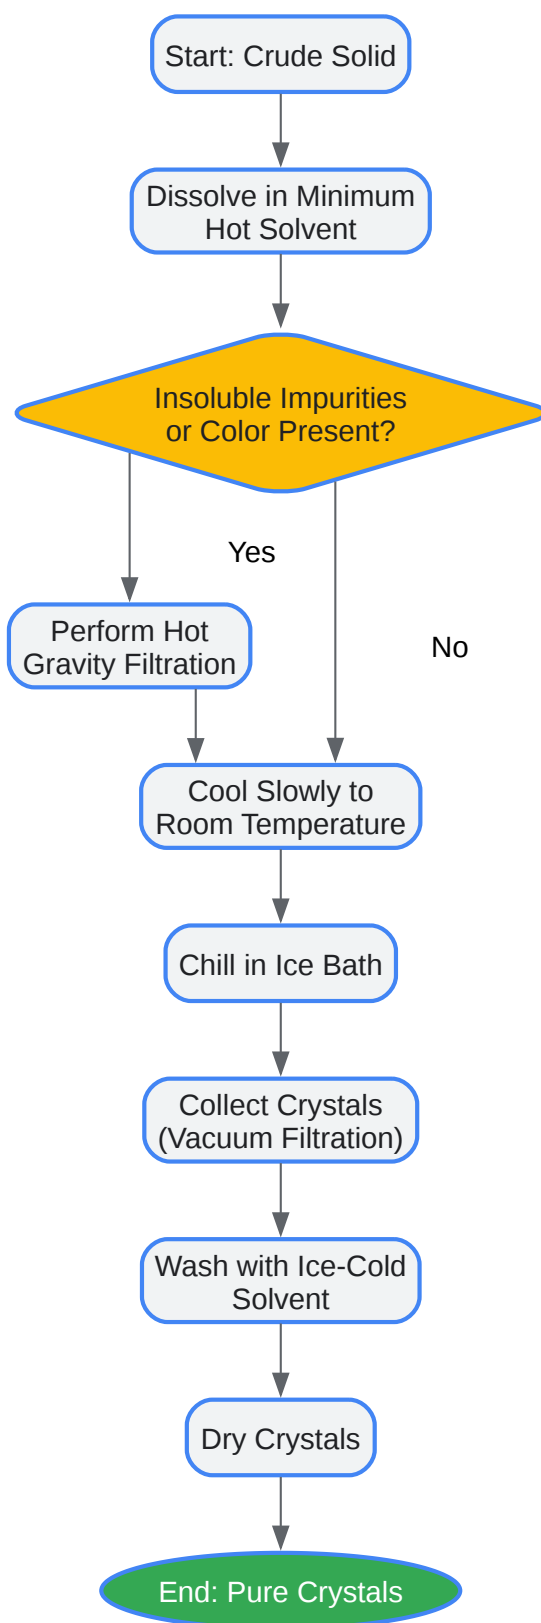 Start: Crude Solid
Dissolve in Minimum
Hot Solvent
Insoluble Impurities
or Color Present?
Yes
Perform Hot
Gravity Filtration
No
Cool Slowly to
Room Temperature
Chill in Ice Bath
Collect Crystals
(Vacuum Filtration)
Wash with Ice-Cold
Solvent
Dry Crystals
End: Pure Crystals